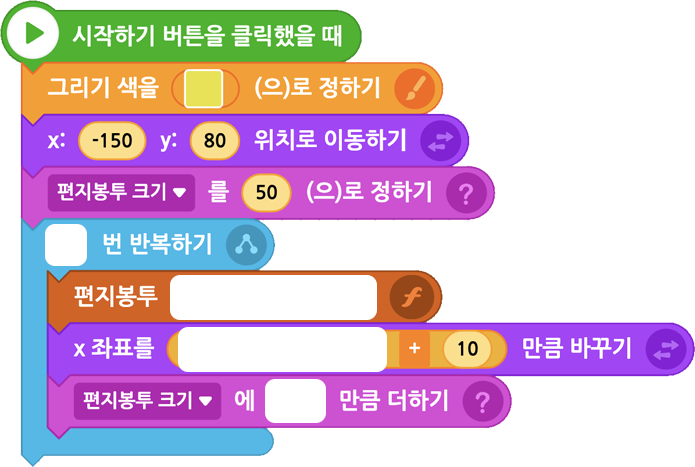 시작하기 버튼을 클릭했을 때
그리기 색을 (으)로 정하기
x: -150 y: 80 위치로 이동하기
편지봉투 크기 를 50 (으)로 정하기 ?
번 반복하기
편지봉투 f
x 좌표를 + 10 만큼 바꾸기
편지봉투 크기 에 만큼 더하기 ?